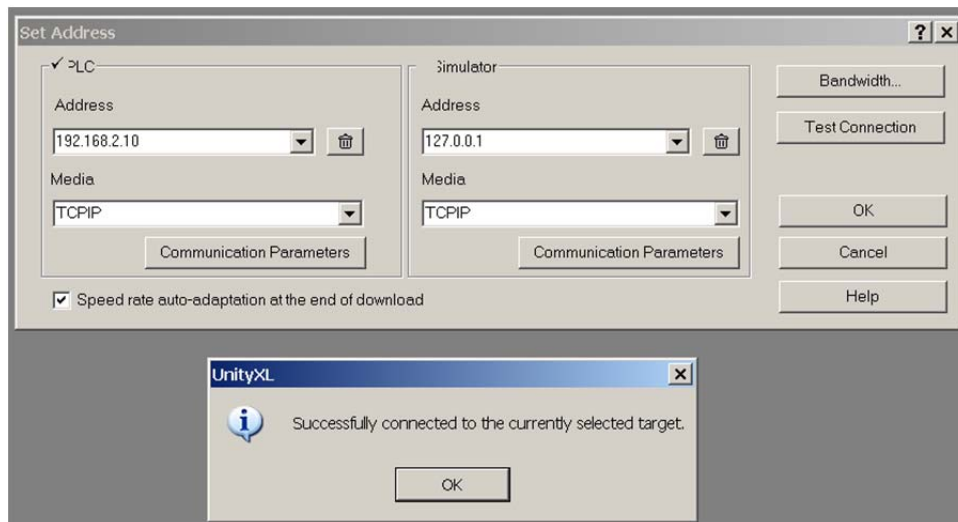 Set Address
PLC
Simulator
Bandwidth...
Address
Address
192.168.2.10
127.0.0.1
Test Connection
Media
Media
TCPIP
TCPIP
OK
Communication Parameters
Communication Parameters
Cancel
Speed rate auto-adaptation at the end of download
Help
UnityXL
Successfully connected to the currently selected target.
OK